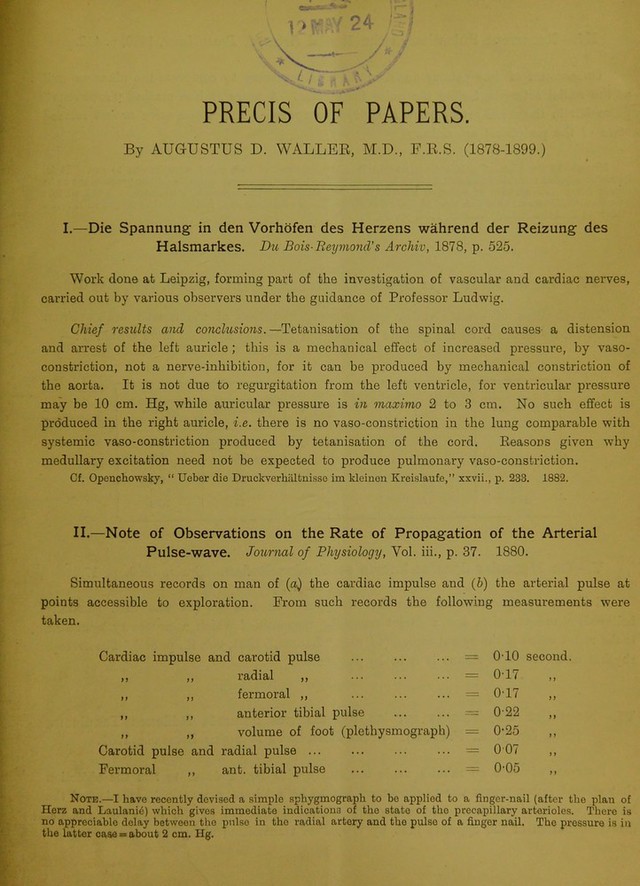 12 MAY 24
LIBRARY
PRECIS OF PAPERS.
By AUGUSTUS D. WALLER, M.D., F.R.S. (1878-1899.)
I.—Die Spannung in den Vorhöfen des Herzens während der Reizung des
Halsmarkes. Du Bois-Reymond's Archiv, 1878, p. 525.
Work done at Leipzig, forming part of the investigation of vascular and cardiac nerves,
carried out by various observers under the guidance of Professor Ludwig.
Chief results and conclusions.—Tetanisation of the spinal cord causes a distension
and arrest of the left auricle; this is a mechanical effect of increased pressure, by vaso-
constriction, not a nerve-inhibition, for it can be produced by mechanical constriction of
the aorta. It is not due to regurgitation from the left ventricle, for ventricular pressure
may be 10 cm. Hg, while auricular pressure is in maximo 2 to 3 cm. No such effect is
produced in the right auricle, i.e. there is no vaso-constriction in the lung comparable with
systemic vaso-constriction produced by tetanisation of the cord. Reasons given why
medullary excitation need not be expected to produce pulmonary vaso-constriction.
Cf. Openchowsky, “ Ueber die Druckverhältnisse im kleinen Kreislaufe,” xxvii., p. 233. 1882.
II.—Note of Observations on the Rate of Propagation of the Arterial
Pulse-wave. Journal of Physiology, Vol. iii., p. 37. 1880.
Simultaneous records on man of (a) the cardiac impulse and (b) the arterial pulse at
points accessible to exploration. From such records the following measurements were
taken.
Cardiac impulse and carotid pulse ... ... ... = 0·10 second.
,, ,, radial ,, ... ... ... = 0·17 ,,
,, ,, femoral ,, ... ... ... = 0·17 ,,
,, ,, anterior tibial pulse ... ... = 0·22 ,,
,, ,, volume of foot (plethysmograph) = 0·25 ,,
Carotid pulse and radial pulse ... ... ... ... = 0 07 ,,
Fermoral ,, ant. tibial pulse ... ... ... = 0·05 ,,
NOTE.—I have recently devised a simple sphygmograph to be applied to a finger-nail (after the plan of
Herz and Laulanié) which gives immediate indications of the state of the precapillary arterioles. There is
no appreciable delay between the pulse in the radial artery and the pulse of a finger nail. The pressure is in
the latter case = about 2 cm. Hg.